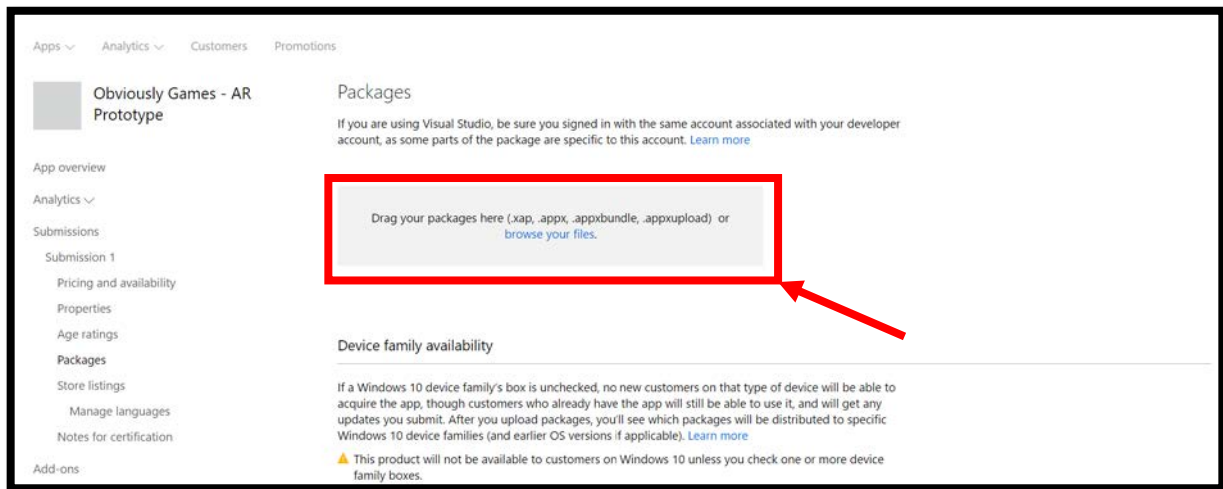 Apps Analytics Customers Promotions
Obviously Games - AR
Prototype
App overview
Analytics
Submissions
Submission 1
Pricing and availability
Properties
Age ratings
Packages
Store listings
Manage languages
Notes for certification
Add-ons
Packages
If you are using Visual Studio, be sure you signed in with the same account associated with your developer
account, as some parts of the package are specific to this account. Learn more
Drag your packages here (.xap, .appx, .appxbundle, .appxupload) or
browse your files.
Device family availability
If a Windows 10 device family's box is unchecked, no new customers on that type of device will be able to
acquire the app, though customers who already have the app will still be able to use it, and will get any
updates you submit. After you upload packages, you'll see which packages will be distributed to specific
Windows 10 device families (and earlier OS versions if applicable). Learn more
This product will not be available to customers on Windows 10 unless you check one or more device
family boxes.